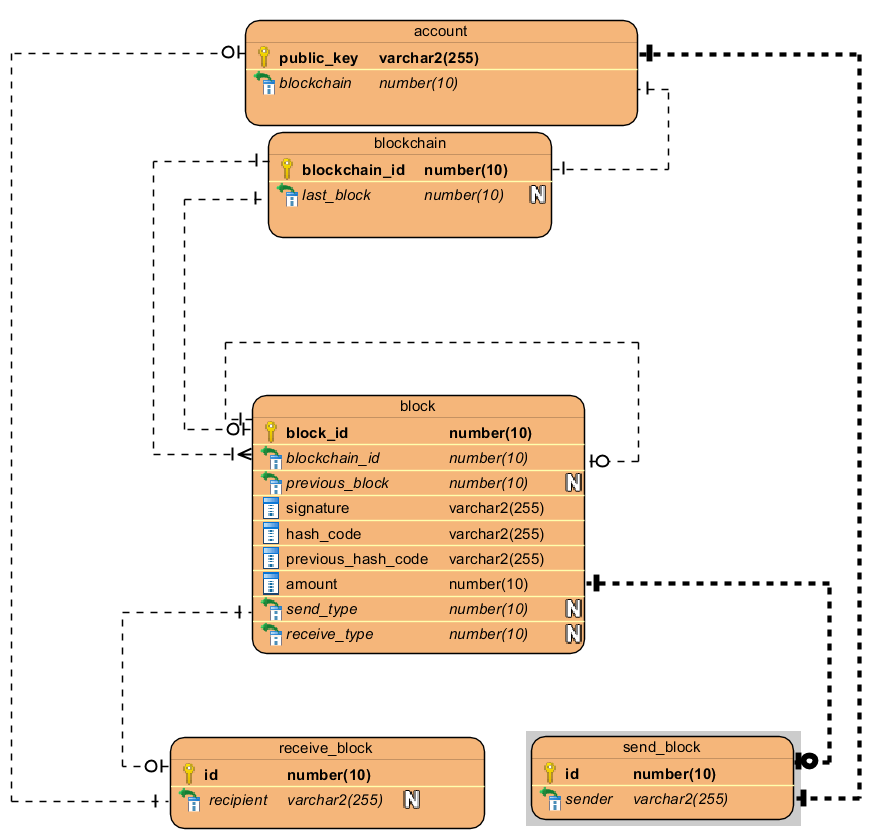 account
public_key varchar2(255)
blockchain number(10)
blockchain
blockchain_id number(10)
last_block number(10) N
block
block_id number(10)
blockchain_id number(10)
previous_block number(10) N
signature varchar2(255)
hash_code varchar2(255)
previous_hash_code varchar2(255)
amount number(10)
send_type number(10) N
receive_type number(10) N
receive_block
id number(10)
recipient varchar2(255) N
send_block
id number(10)
sender varchar2(255)